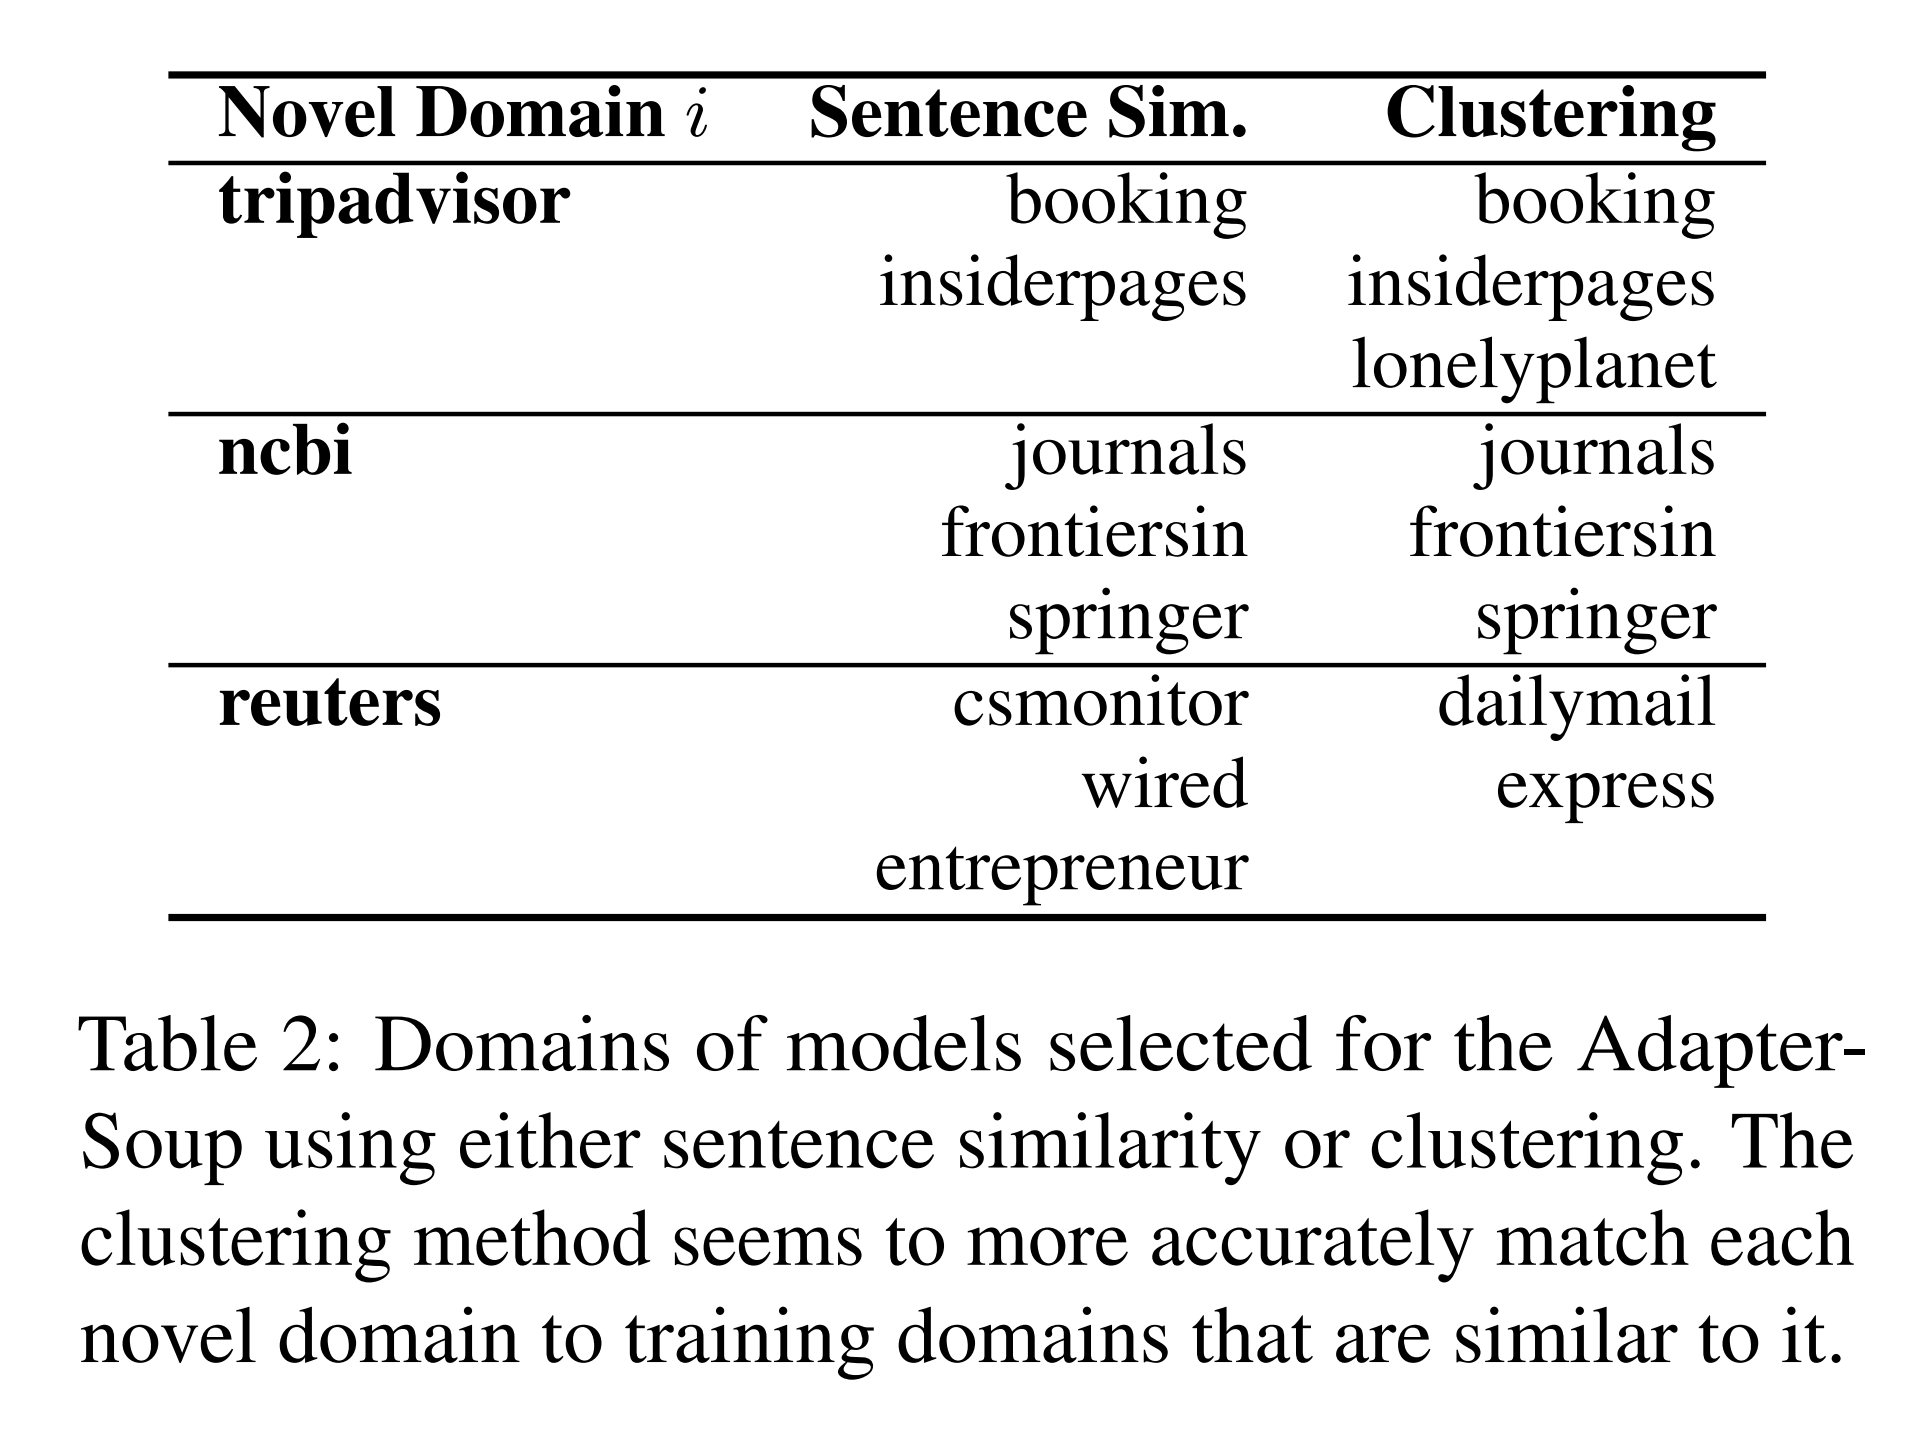 Novel Domain i Sentence Sim. Clustering
tripadvisor booking booking
insiderpages insiderpages
lonelyplanet
ncbi journals journals
frontiersin frontiersin
springer springer
reuters csmonitor dailymail
wired express
entrepreneur
Table 2: Domains of models selected for the Adapter-
Soup using either sentence similarity or clustering. The
clustering method seems to more accurately match each
novel domain to training domains that are similar to it.